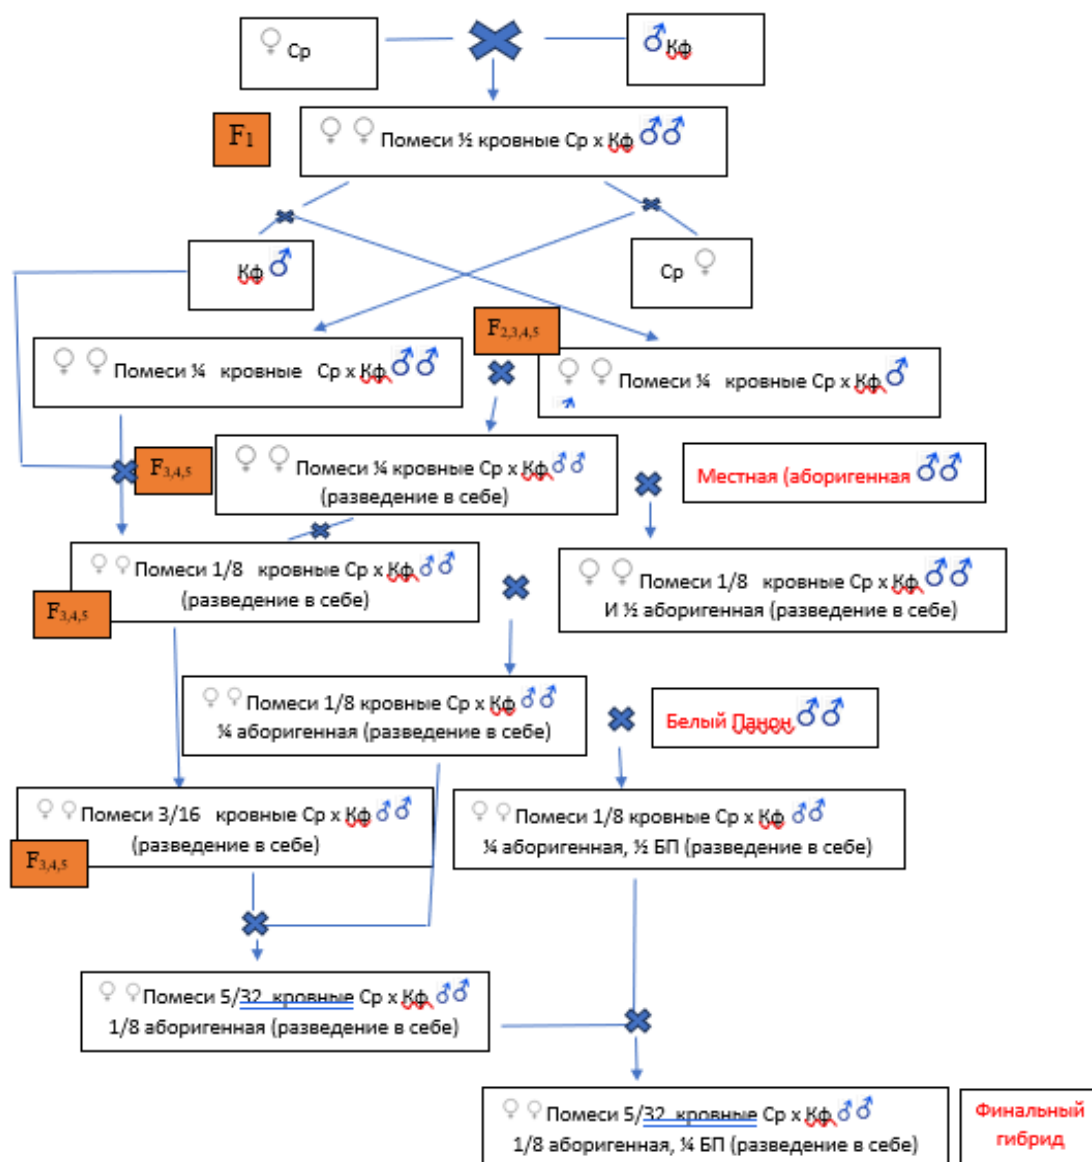 ♀ Ср
♂ Кф
F1
♀ ♀ Помеси ½ кровные Ср х Кф ♂♂
Кф ♂
Ср ♀
F2,3,4,5
♀ ♀ Помеси ¼ кровные Ср х Кф ♂♂
♀ ♀ Помеси ¼ кровные Ср х Кф ♂
♂
F3,4,5
♀ ♀ Помеси ¼ кровные Ср х Кф ♂♂
(разведение в себе)
Местная (аборигенная ♂♂
♀ ♀ Помеси 1/8 кровные Ср х Кф ♂♂
(разведение в себе)
F3,4,5
♀ ♀ Помеси 1/8 кровные Ср х Кф ♂♂
И ½ аборигенная (разведение в себе)
♀ ♀ Помеси 1/8 кровные Ср х Кф ♂♂
¼ аборигенная (разведение в себе)
Белый Панон ♂♂
♀ ♀ Помеси 3/16 кровные Ср х Кф ♂♂
(разведение в себе)
F3,4,5
♀ ♀ Помеси 1/8 кровные Ср х Кф ♂♂
¼ аборигенная, ½ БП (разведение в себе)
♀ ♀ Помеси 5/32 кровные Ср х Кф ♂♂
1/8 аборигенная (разведение в себе)
♀ ♀ Помеси 5/32 кровные Ср х Кф ♂♂
1/8 аборигенная, ¼ БП (разведение в себе)
Финальный
гибрид